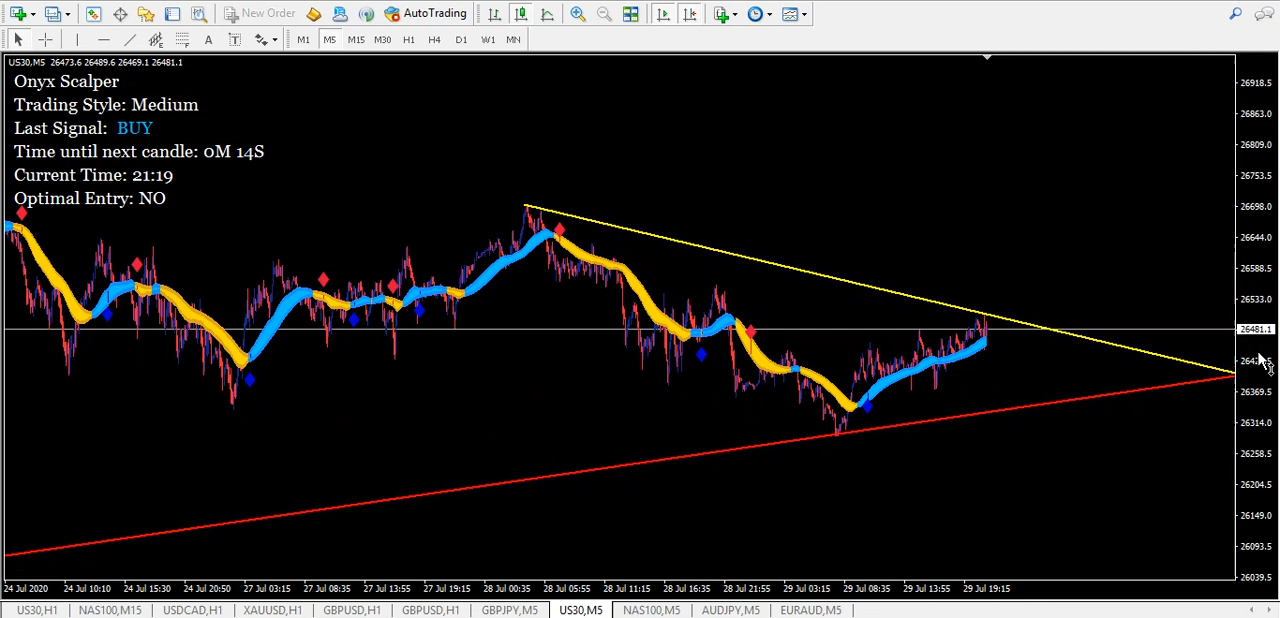 New Order AutoTrading
A T M1 M5 M15 M30 H1 H4 D1 W1 MN
US30,M5 26473.6 26489.6 26469.1 26481.1
Onyx Scalper
Trading Style: Medium
Last Signal: BUY
Time until next candle: 0M 14S
Current Time: 21:19
Optimal Entry: NO
26918.5
26863.0
26809.0
26753.5
26698.0
26644.0
26588.5
26533.0
26481.1
26369.5
26314.0
26258.5
26204.5
26149.0
26093.5
26039.5
24 Jul 2020 24 Jul 10:10 24 Jul 15:30 24 Jul 20:50 27 Jul 03:15 27 Jul 08:35 27 Jul 13:55 27 Jul 19:15 28 Jul 00:35 28 Jul 05:55 28 Jul 11:15 28 Jul 16:35 28 Jul 21:55 29 Jul 03:15 29 Jul 08:35 29 Jul 13:55 29 Jul 19:15
US30,H1 NAS100,M15 USDCAD,H1 XAUUSD,H1 GBPUSD,H1 GBPUSD,H1 GBPJPY,M5 US30,M5 NAS100,M5 AUDJPY,M5 EURAUD,M5